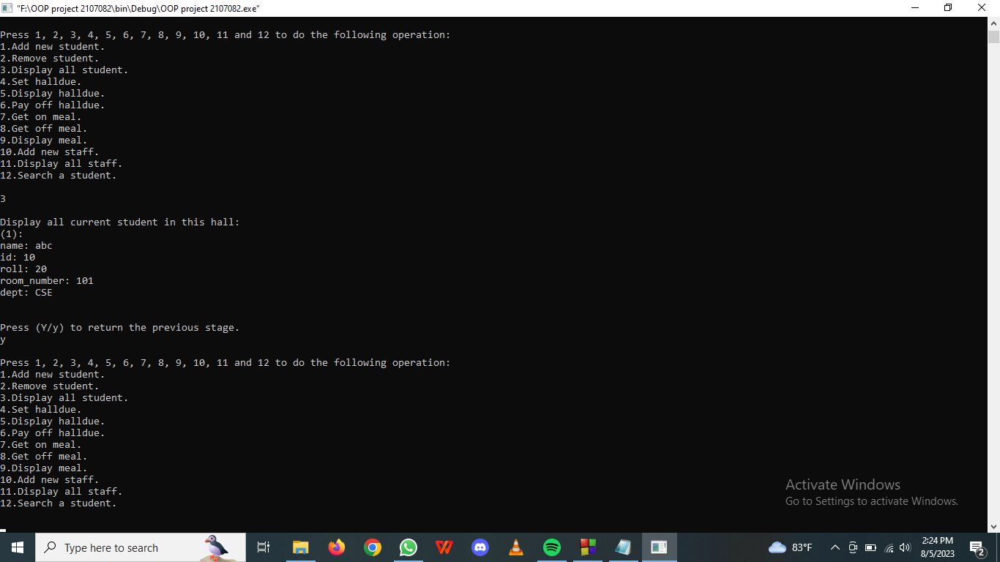 "F:\OOP project 2107082\bin\Debug\OOP project 2107082.exe"
Press 1, 2, 3, 4, 5, 6, 7, 8, 9, 10, 11 and 12 to do the following operation:
1.Add new student.
2.Remove student.
3.Display all student.
4.Set halldue.
5.Display halldue.
6.Pay off halldue.
7.Get on meal.
8.Get off meal.
9.Display meal.
10.Add new staff.
11.Display all staff.
12.Search a student.
3
Display all current student in this hall:
(1):
name: abc
id: 10
roll: 20
room_number: 101
dept: CSE
Press (Y/y) to return the previous stage.
y
Press 1, 2, 3, 4, 5, 6, 7, 8, 9, 10, 11 and 12 to do the following operation:
1.Add new student.
2.Remove student.
3.Display all student.
4.Set halldue.
5.Display halldue.
6.Pay off halldue.
7.Get on meal.
8.Get off meal.
9.Display meal.
10.Add new staff.
11.Display all staff.
12.Search a student.
Activate Windows
Go to Settings to activate Windows.
Type here to search
83°F
2:24 PM
8/5/2023
2